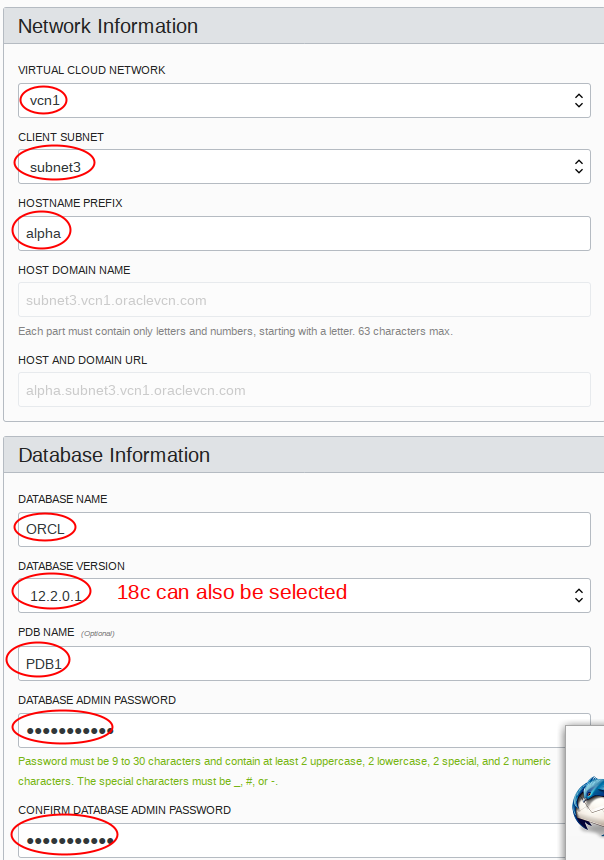 Network Information
VIRTUAL CLOUD NETWORK
vcn1
CLIENT SUBNET
subnet3
HOSTNAME PREFIX
alpha
HOST DOMAIN NAME
subnet3.vcn1.oraclevcn.com
Each part must contain only letters and numbers, starting with a letter. 63 characters max.
HOST AND DOMAIN URL
alpha.subnet3.vcn1.oraclevcn.com
Database Information
DATABASE NAME
ORCL
DATABASE VERSION
12.2.0.1 18c can also be selected
PDB NAME (Optional)
PDB1
DATABASE ADMIN PASSWORD
●●●●●●●●●●●
Password must be 9 to 30 characters and contain at least 2 uppercase, 2 lowercase, 2 special, and 2 numeric
characters. The special characters must be _, #, or -.
CONFIRM DATABASE ADMIN PASSWORD
●●●●●●●●●●●